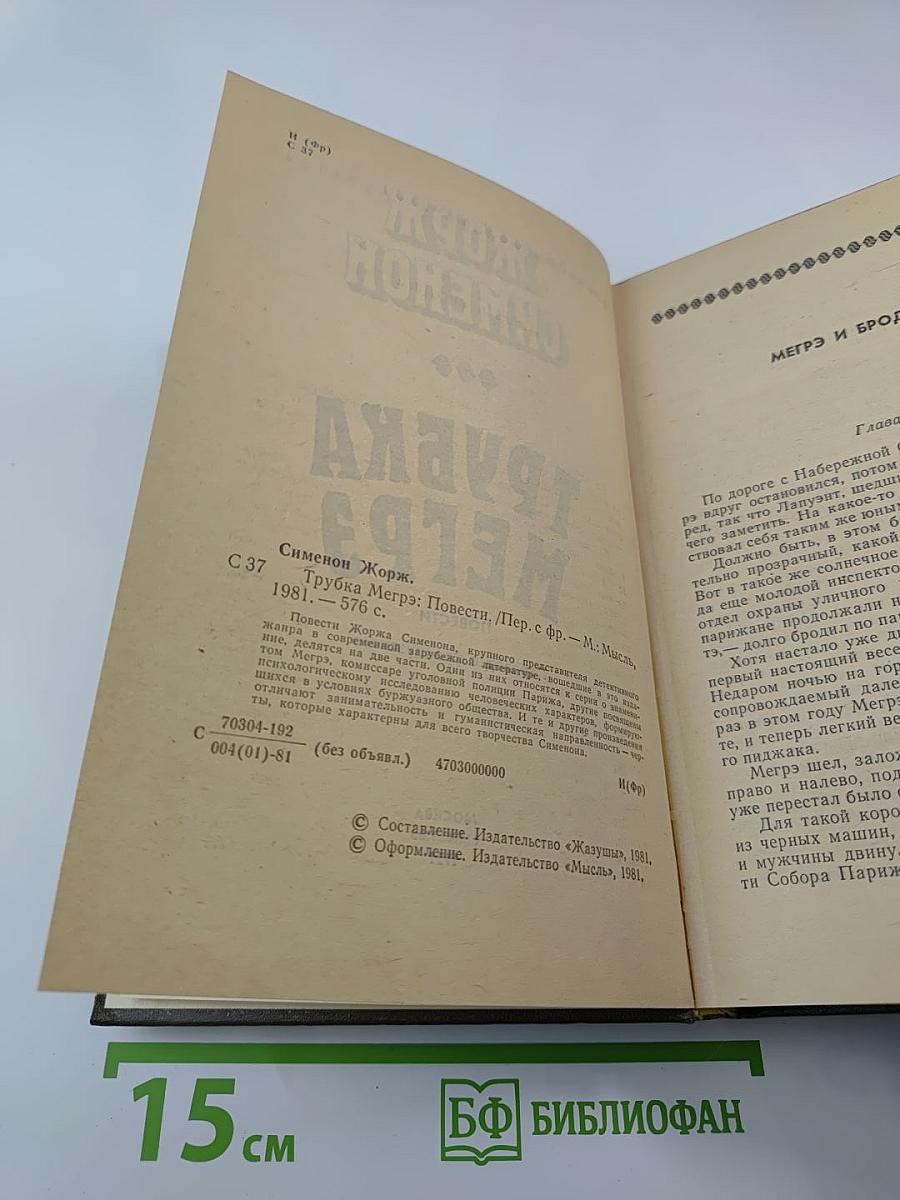 И (Фр)
С 37
Сименон Жорж.
С 37 Трубка Мегрэ: Повести. /Пер. с фр. — М.: Мысль,
1981. — 576 с.
Повести Жоржа Сименона, крупного представителя детективного
жанра в современной зарубежной литературе, вошедшие в это изда-
ние, делятся на две части. Одни из них относятся к серии о знамени-
том Мегрэ, комиссаре уголовной полиции Парижа, другие посвящены
психологическому исследованию человеческих характеров, формирую-
щихся в условиях буржуазного общества. И те и другие произведения
отличают занимательность и гуманистическая направленность — чер-
ты, которые характерны для всего творчества Сименона.
С 70304-192
004(01)-81 (без объявл.) 4703000000
И(Фр)
© Составление. Издательство «Жазушы», 1981.
© Оформление. Издательство «Мысль», 1981.
МЕГРЭ И БРОД
Глава
По дороге с Набережной
рэ вдруг остановился, потом
ред, так что Лапуэнт, шедши
чего заметить. На какое-то
ствовал себя таким же юным
Должно быть, в этом б
тельно прозрачный, какой
Вот в такое же солнечное
да еще молодой инспекто
отдел охраны уличного
парижане продолжали н
тэ,— долго бродил по па
Хотя настало уже д
первый настоящий весе
Недаром ночью на гор
сопровождаемый дале
раз в этом году Мегрэ
те, и теперь легкий ве
го пиджака.
Мегрэ шел, залож
право и налево, под
уже перестал было о
Для такой коро
из черных машин,
и мужчины двину
ти Собора Париж
15 см
БФ БИБЛИОФАН